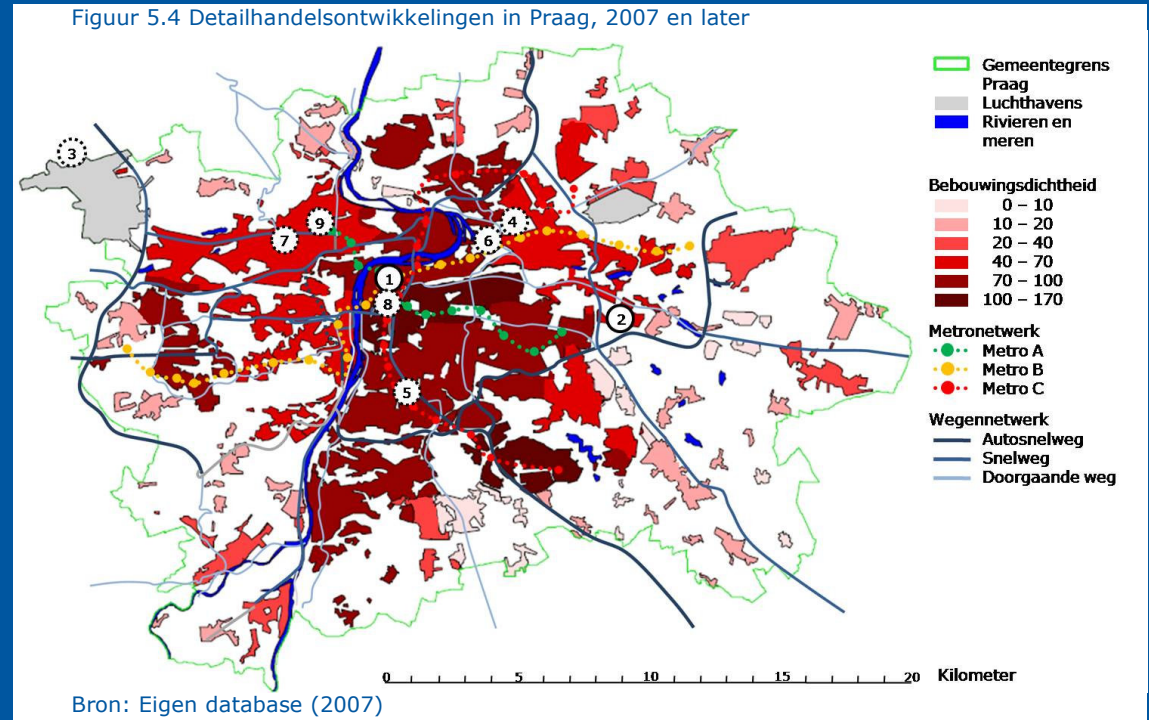 Figuur 5.4 Detailhandelsontwikkelingen in Praag, 2007 en later
Gemeentegrens
Praag
Luchthavens
Rivieren en
meren
Bebouwingsdichtheid
0 – 10
10 – 20
20 – 40
40 – 70
70 – 100
100 – 170
Metronetwerk
Metro A
Metro B
Metro C
Wegennetwerk
Autosnelweg
Snelweg
Doorgaande weg
3
9
4
7
6
1
8
2
5
0 5 10 15 20 Kilometer
Bron: Eigen database (2007)